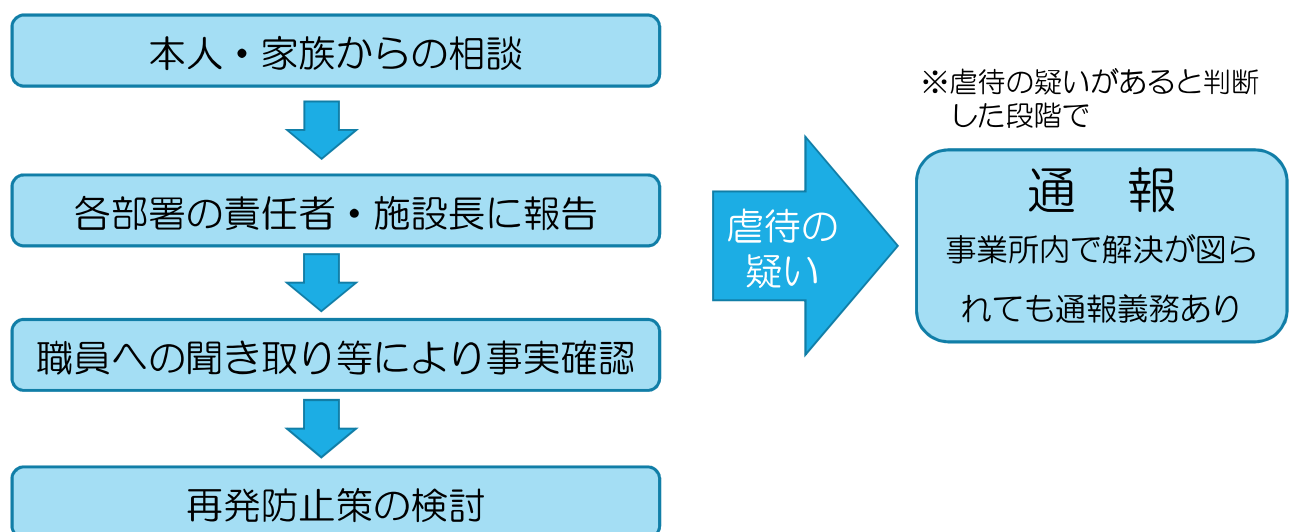 本人・家族からの相談
各部署の責任者・施設長に報告
職員への聞き取り等により事実確認
再発防止策の検討
虐待の
疑い
※虐待の疑いがあると判断
した段階で
通　報
事業所内で解決が図ら
れても通報義務あり